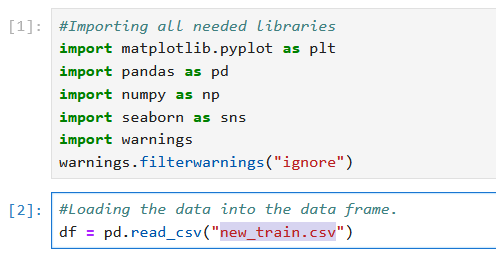 [1]: #Importing all needed libraries
import matplotlib.pyplot as plt
import pandas as pd
import numpy as np
import seaborn as sns
import warnings
warnings.filterwarnings("ignore")
[2]: #Loading the data into the data frame.
df = pd.read_csv("new_train.csv")